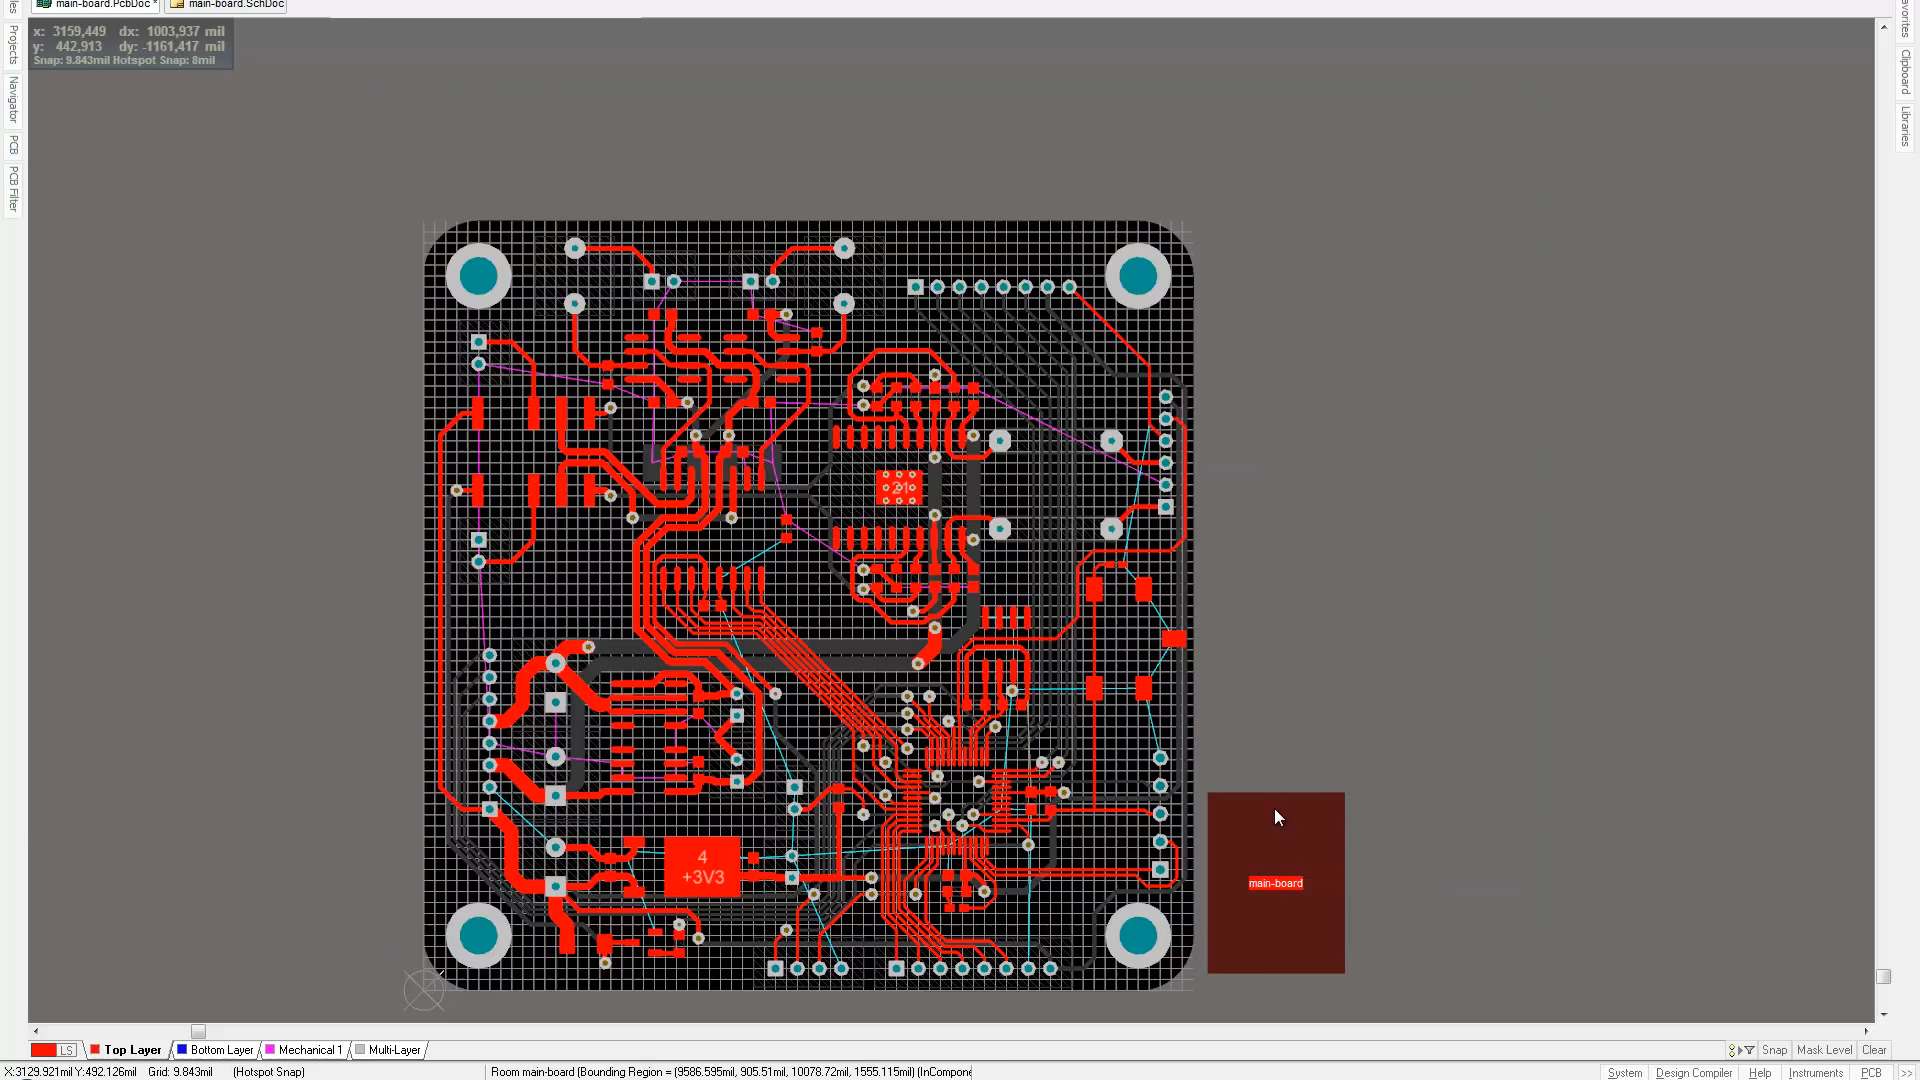 main-board.PcbDoc *
main-board.SchDoc
x: 3159,449 dx: 1003,937 mil
y: 442,913 dy: -1161,417 mil
Snap: 9.843mil Hotspot Snap: 8mil
Projects
Navigator
PCB
PCB Filter
Clipboard
Libraries
21
4
+3V3
main-board
LS
Top Layer
Bottom Layer
Mechanical 1
Multi-Layer
Snap
Mask Level
Clear
X:3129.921mil Y:492.126mil Grid: 9.843mil (Hotspot Snap)
Room main-board (Bounding Region = (9586.595mil, 905.51mil, 10078.72mil, 1555.115mil) (InCompone
System
Design Compiler
Help
Instruments
PCB
>>